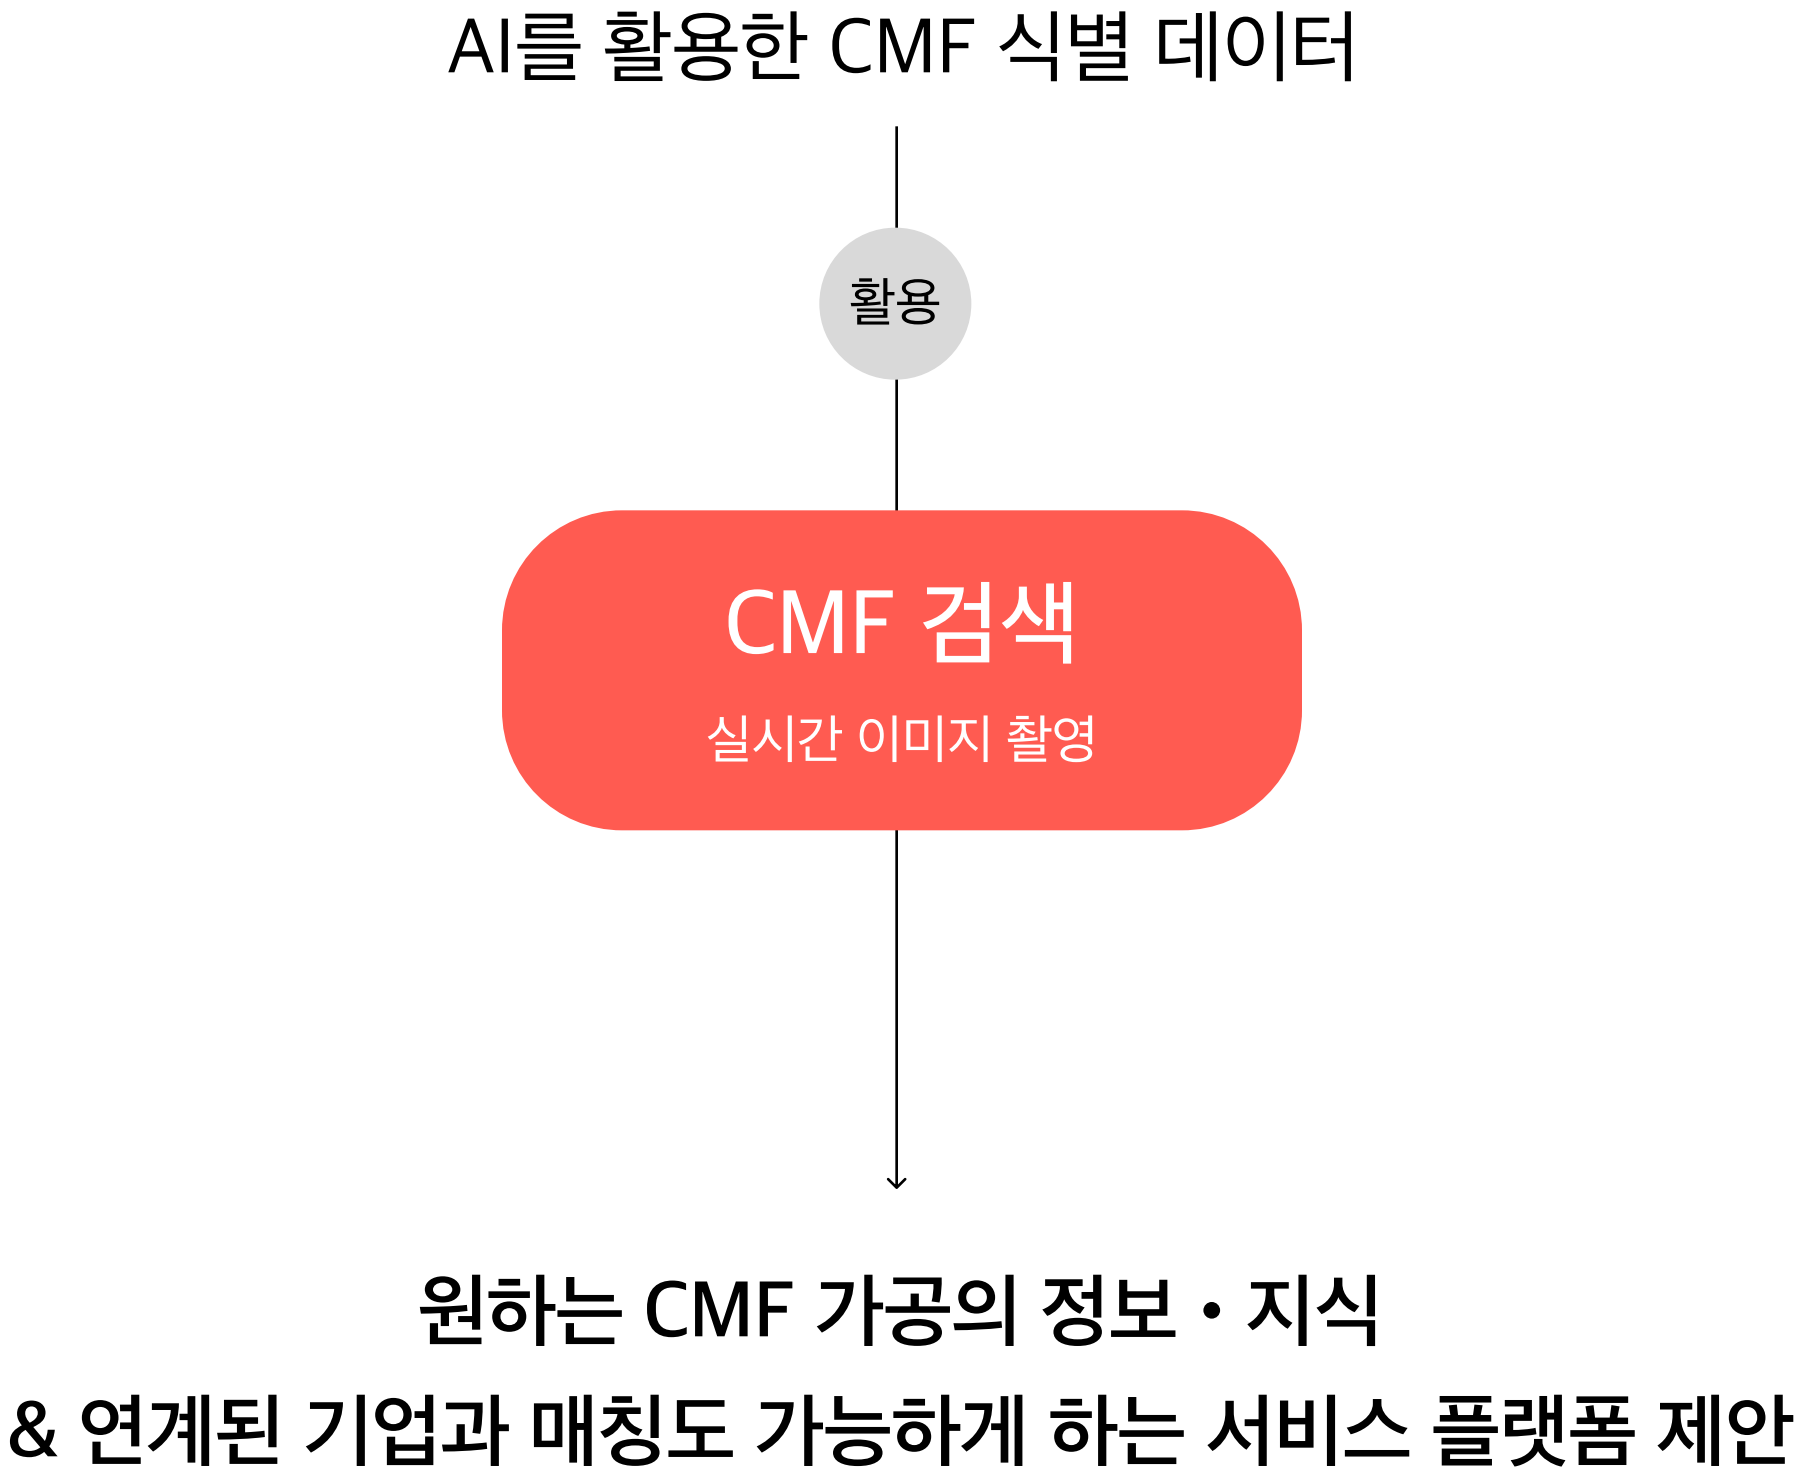 AI를 활용한 CMF 식별 데이터
활용
CMF 검색
실시간 이미지 촬영
원하는 CMF 가공의 정보 • 지식
& 연계된 기업과 매칭도 가능하게 하는 서비스 플랫폼 제안